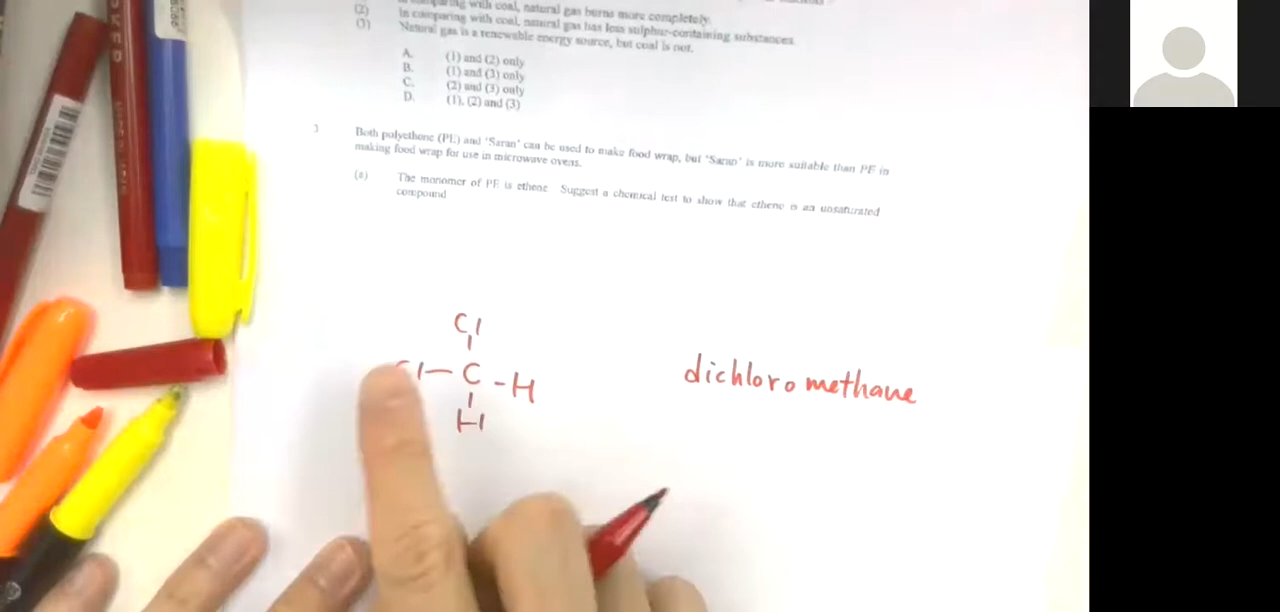 comparing with coal, natural gas burns more completely.
(2) In comparing with coal, natural gas has less sulphur-containing substances.
(3) Natural gas is a renewable energy source, but coal is not.
A. (1) and (2) only
B. (1) and (3) only
C. (2) and (3) only
D. (1), (2) and (3)
3 Both polyethene (PE) and 'Saran' can be used to make food wrap, but 'Saran' is more suitable than PE in
making food wrap for use in microwave ovens.
(a) The monomer of PE is ethene Suggest a chemical test to show that ethene is an unsaturated
compound
Cl
Cl - C - H
H
dichloromethane